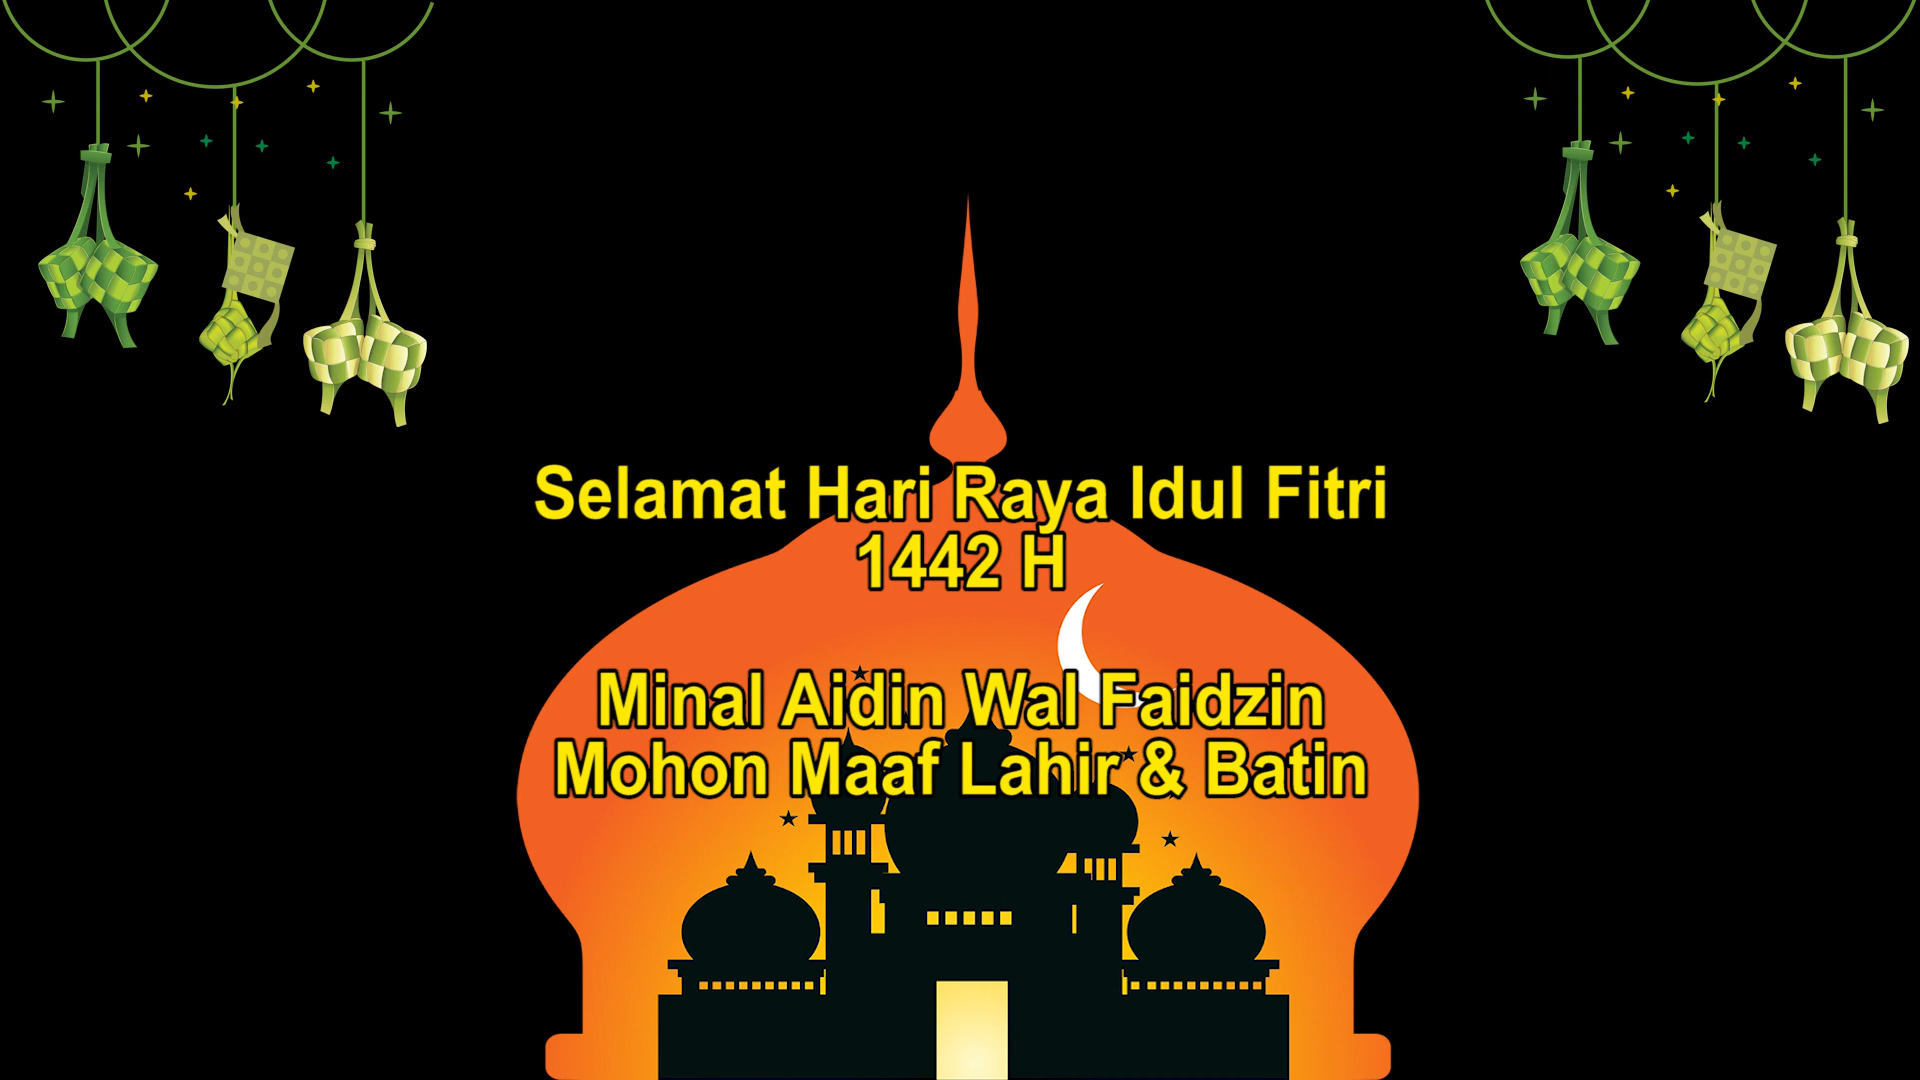 Selamat Hari Raya Idul Fitri
1442 H
Minal Aidin Wal Faidzin
Mohon Maaf Lahir & Batin